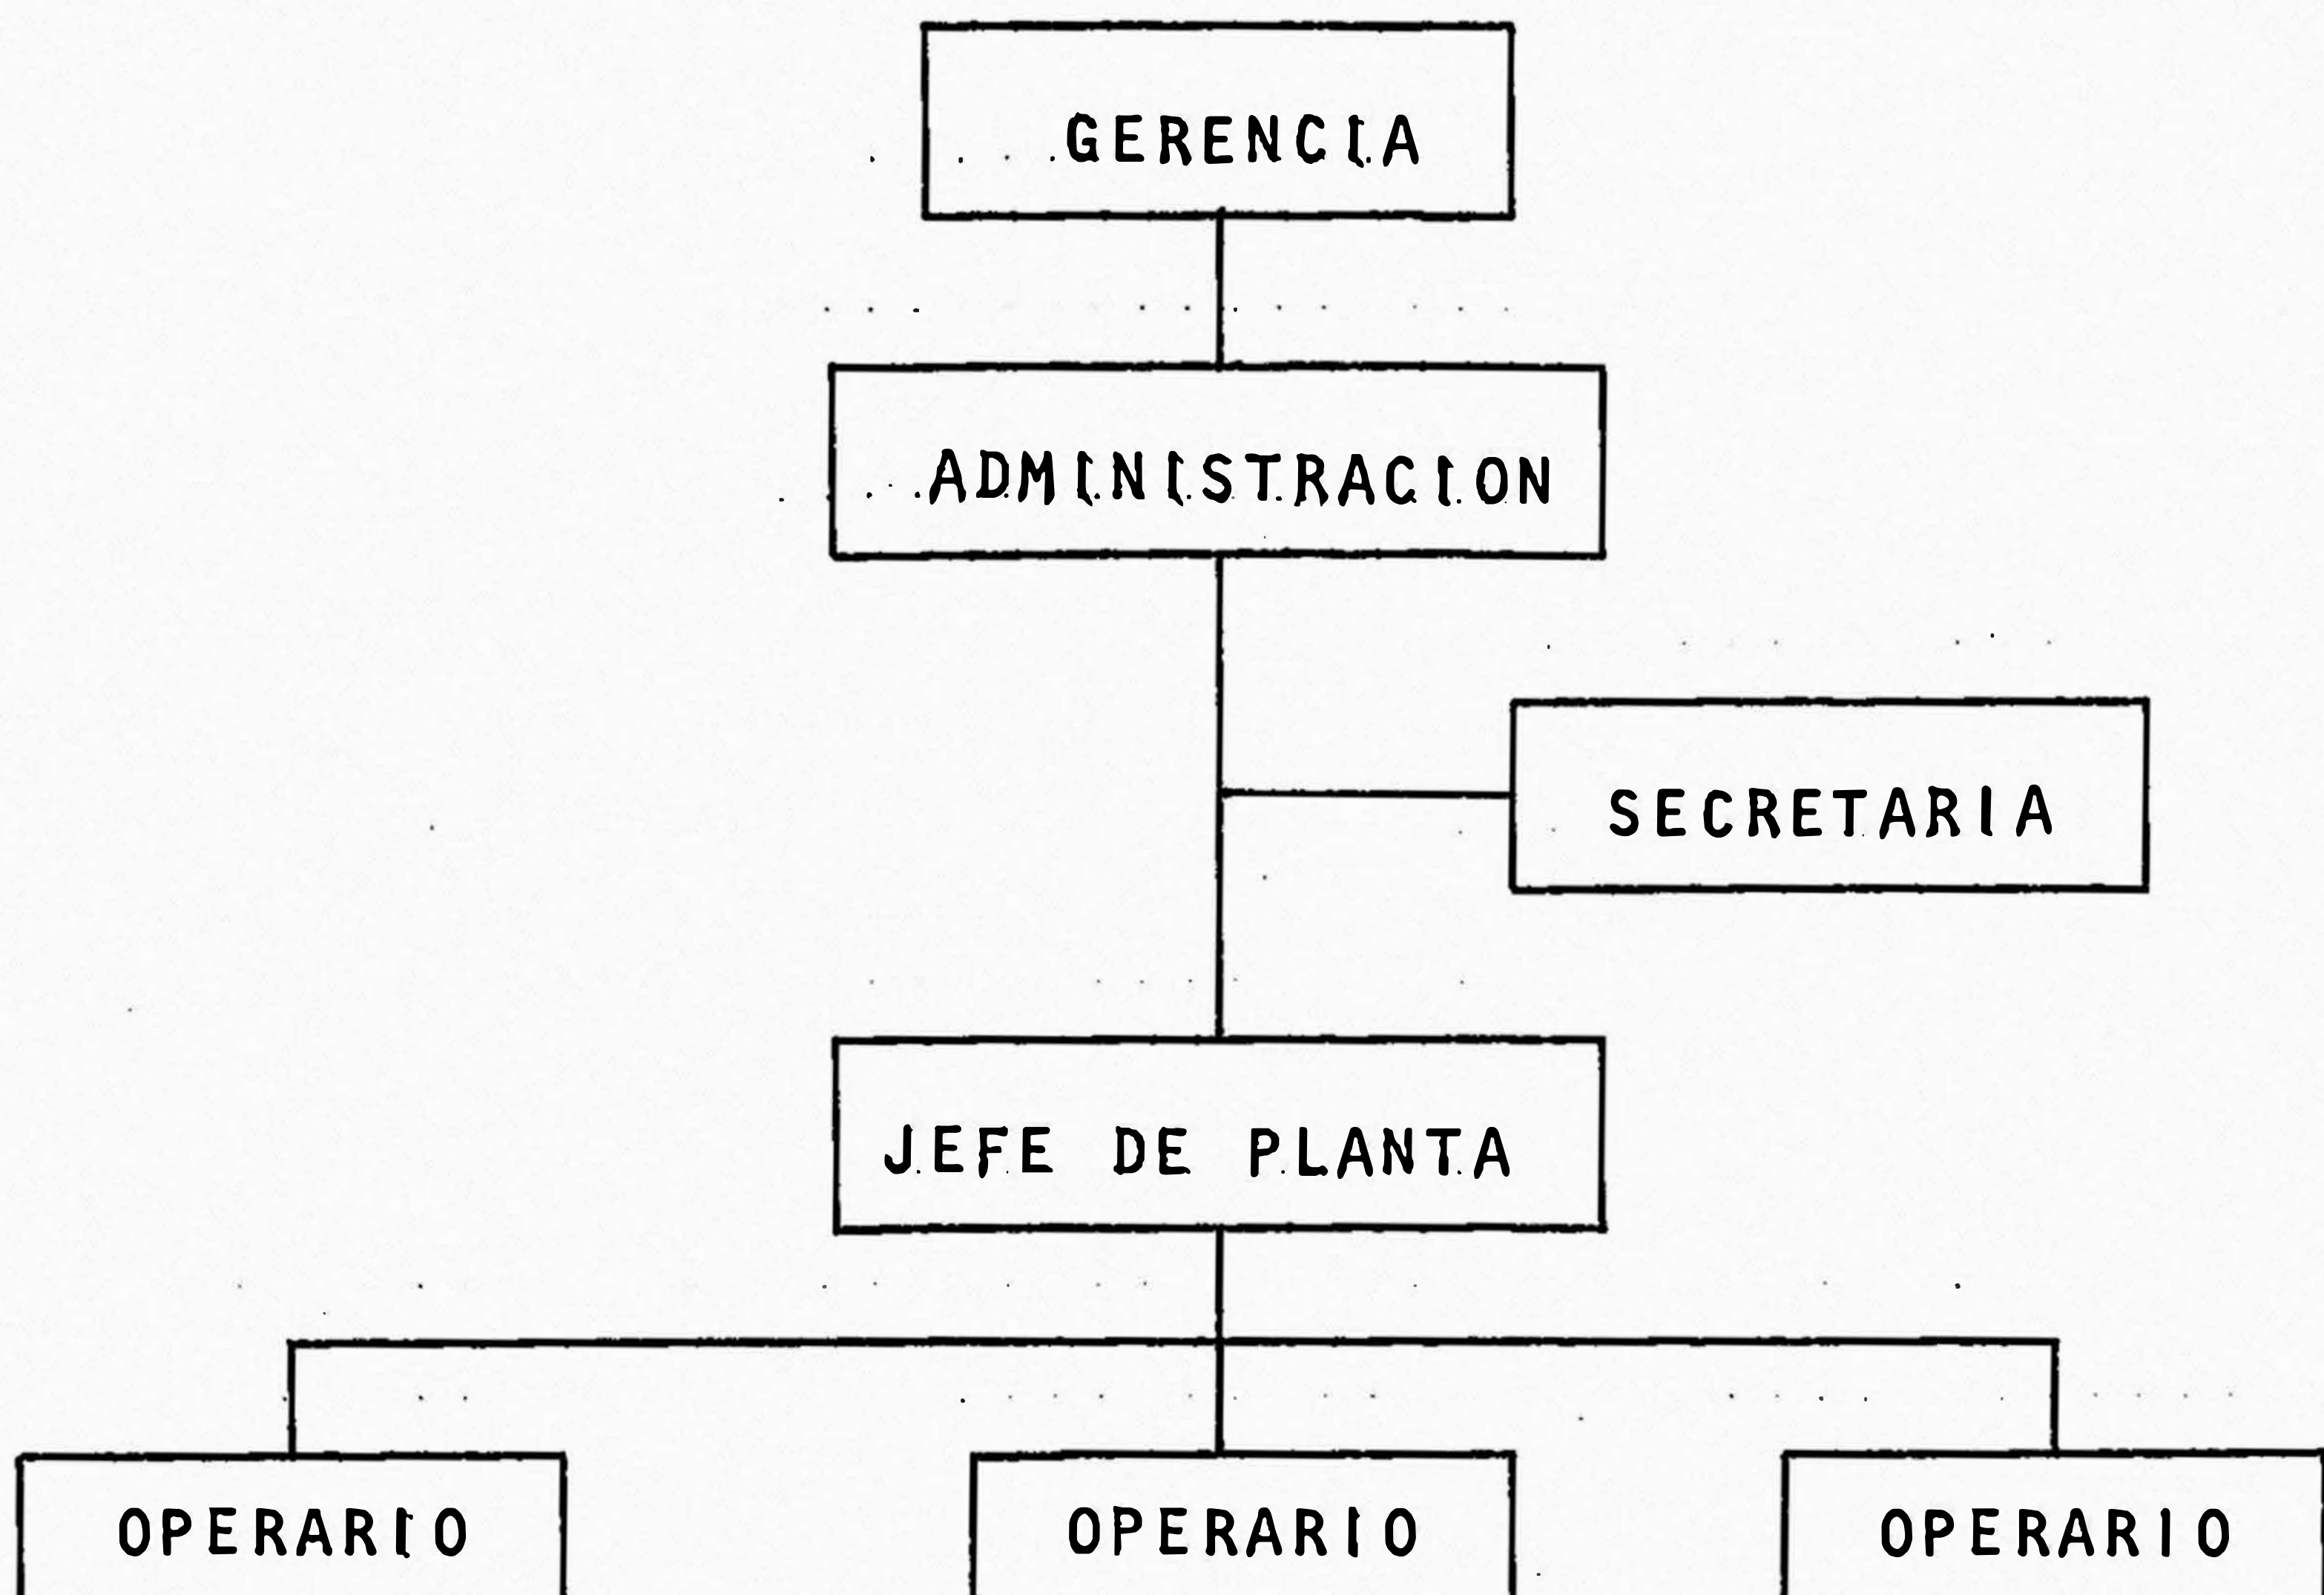 GERENCIA
ADMINISTRACION
SECRETARIA
JEFE DE PLANTA
OPERARIO OPERARIO OPERARIO